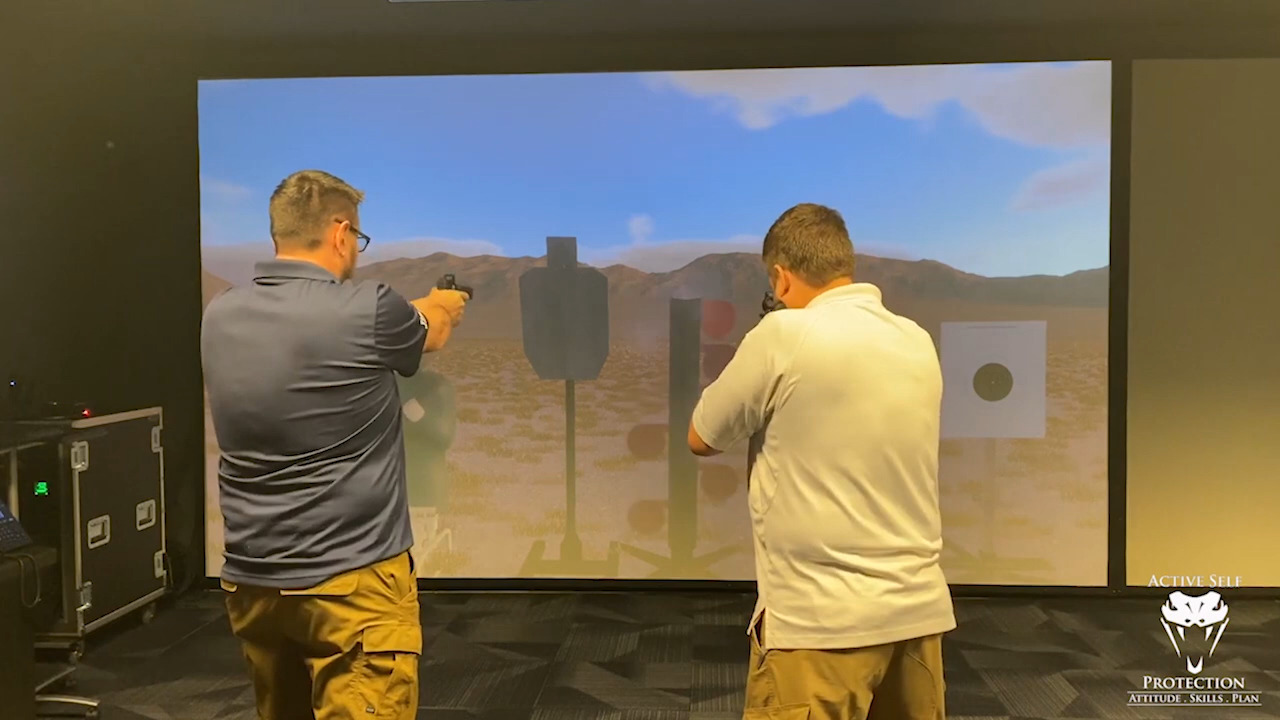 ACTIVE SELF
PROTECTION
ATTITUDE . SKILLS . PLAN